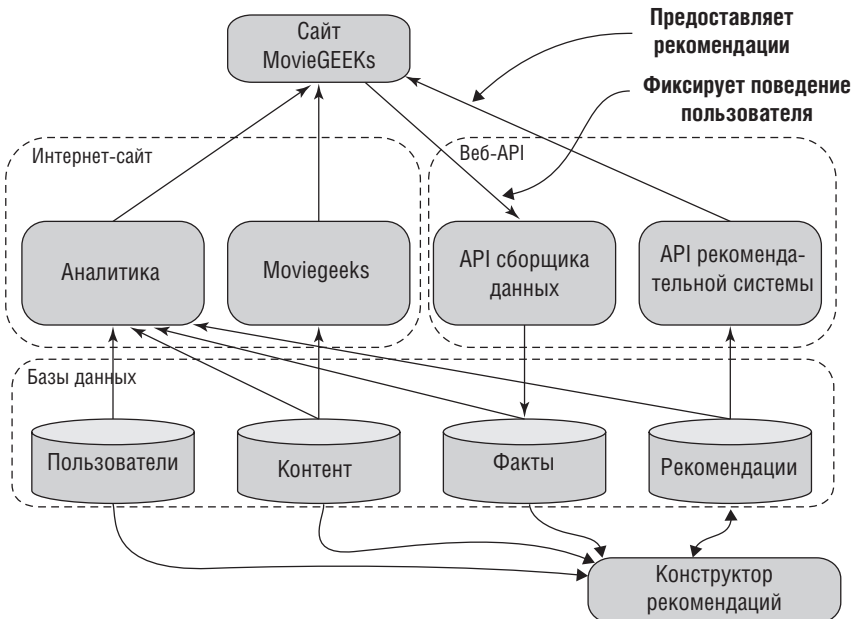 Сайт
MovieGEEKs
Предоставляет
рекомендации
Фиксирует поведение
пользователя
Интернет-сайт
Веб-API
Аналитика
Moviegeeks
API сборщика
данных
API рекоменда-
тельной системы
Базы данных
Пользователи
Контент
Факты
Рекомендации
Конструктор
рекомендаций